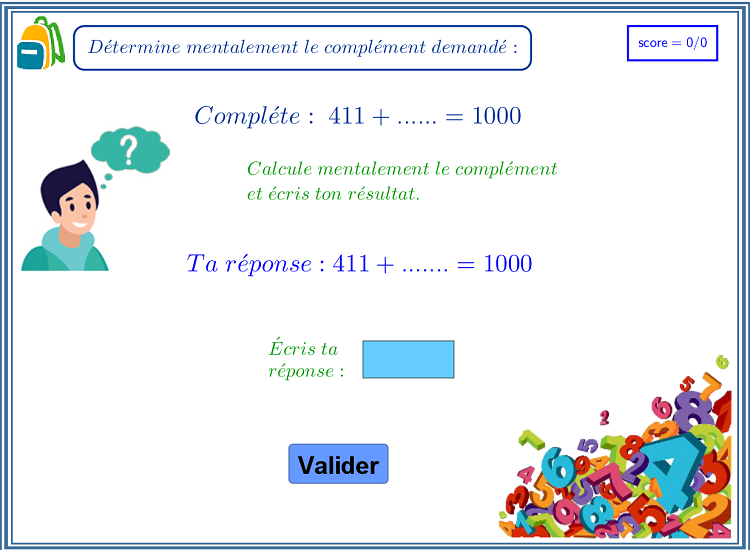 Détermine mentalement le complément demandé :
score = 0/0
Compléte : 411 + ...... = 1000
Calcule mentalement le complément
et écris ton résultat.
Ta réponse : 411 + ....... = 1000
Écris ta
réponse :
Valider